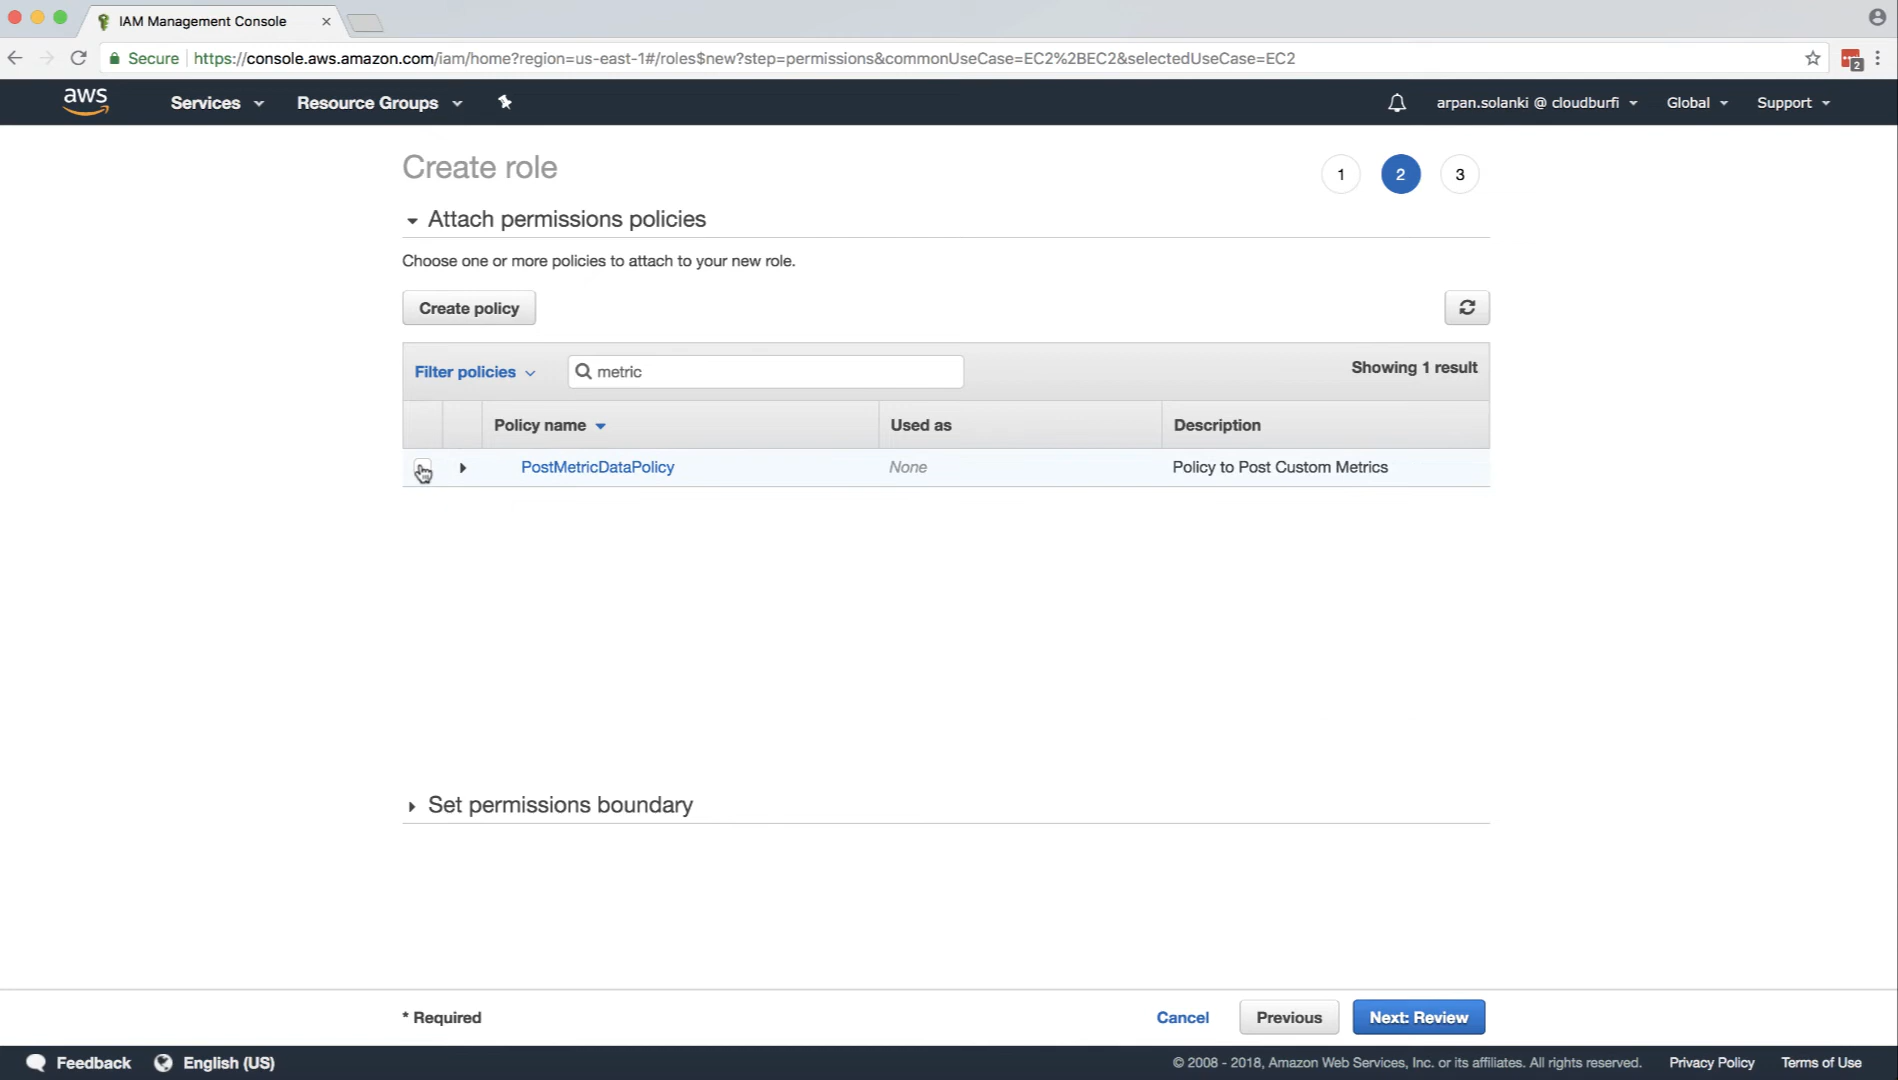 IAM Management Console
Secure https://console.aws.amazon.com/iam/home?region=us-east-1#/roles$new?step=permissions&commonUseCase=EC2%2BEC2&selectedUseCase=EC2
2
aws Services Resource Groups arpan.solanki @ cloudburfi Global Support
Create role 1 2 3
Attach permissions policies
Choose one or more policies to attach to your new role.
Create policy
Filter policies metric Showing 1 result
Policy name Used as Description
PostMetricDataPolicy None Policy to Post Custom Metrics
Set permissions boundary
* Required Cancel Previous Next: Review
Feedback English (US) © 2008 - 2018, Amazon Web Services, Inc. or its affiliates. All rights reserved. Privacy Policy Terms of Use